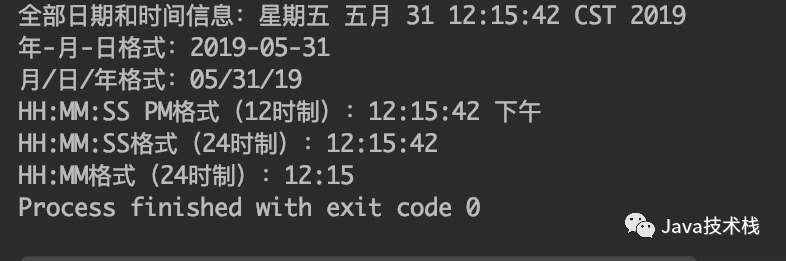 全部日期和时间信息：星期五 五月 31 12:15:42 CST 2019
年-月-日格式：2019-05-31
月/日/年格式：05/31/19
HH:MM:SS PM格式（12时制）：12:15:42 下午
HH:MM:SS格式（24时制）：12:15:42
HH:MM格式（24时制）：12:15
Process finished with exit code 0
Java技术栈